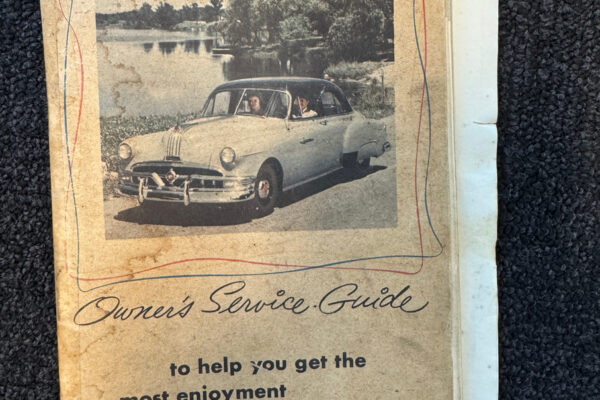 Owner's Service Guide
to help you get the
most enjoyment